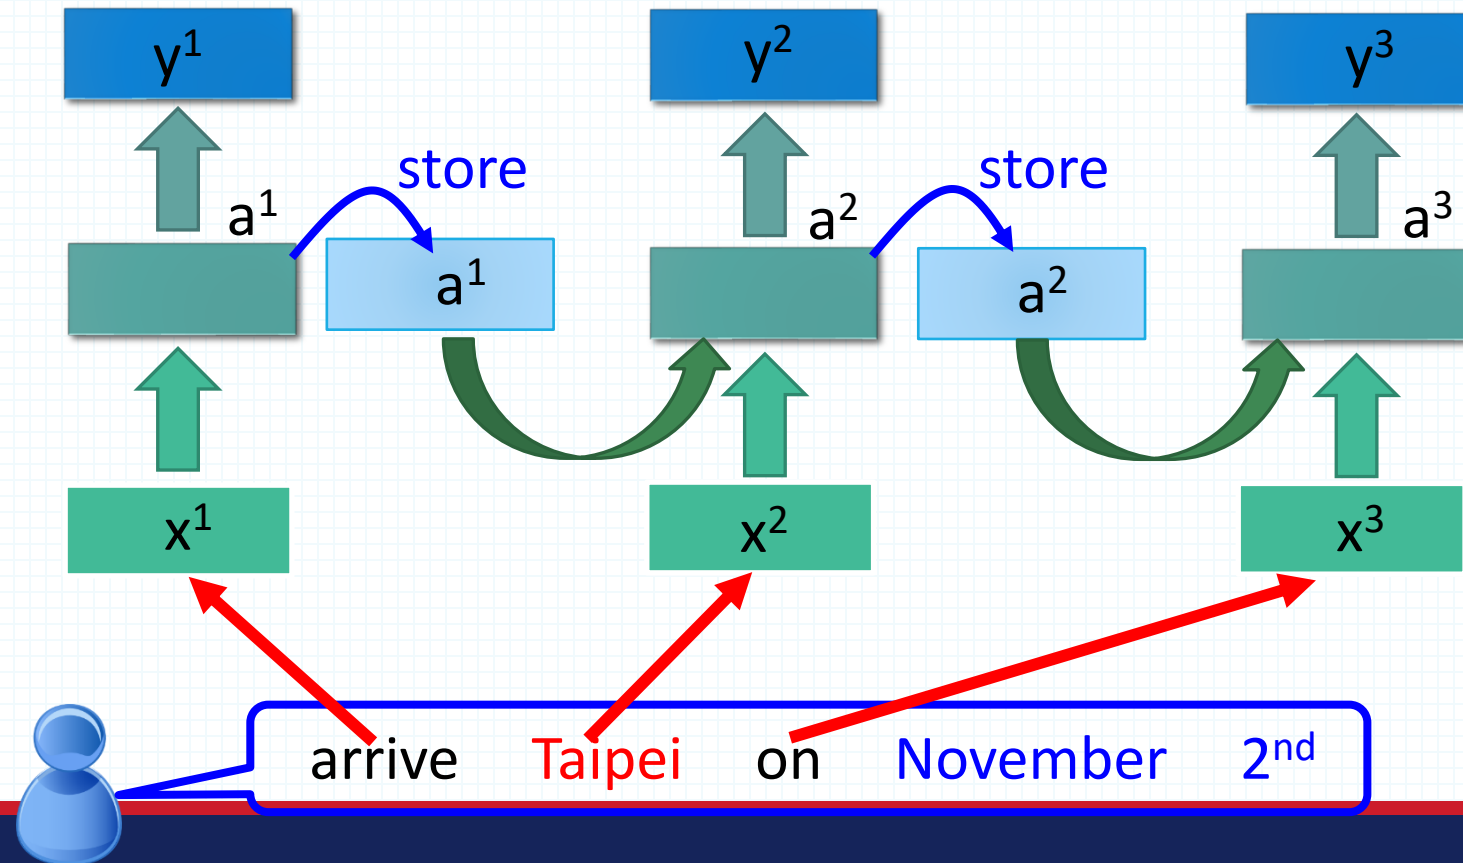 y¹ y² y³
store store
a¹ a² a³
a¹ a²
x¹ x² x³
arrive Taipei on November 2ⁿᵈ